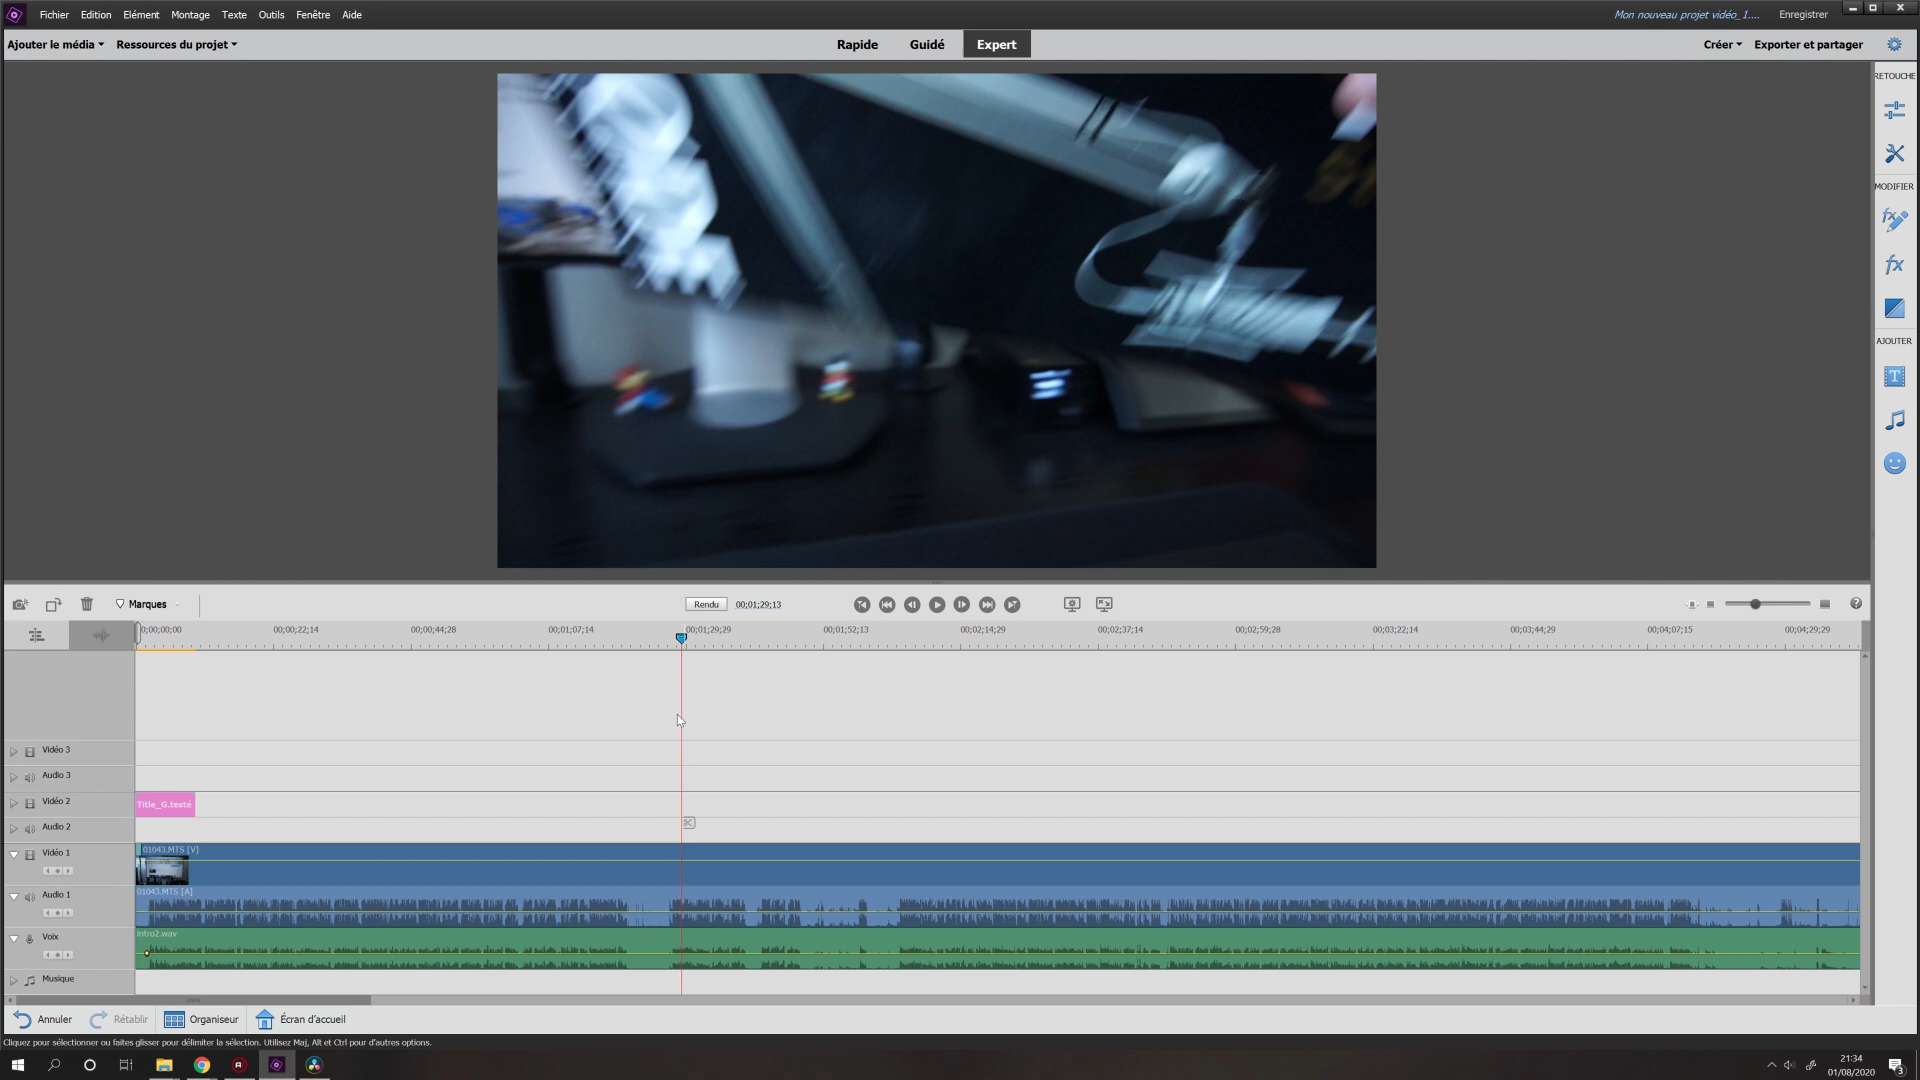 Fichier Edition Elément Montage Texte Outils Fenêtre Aide
Mon nouveau projet vidéo_1.... Enregistrer
Ajouter le média Ressources du projet
Rapide Guidé Expert
Créer Exporter et partager
RETOUCHE
MODIFIER
AJOUTER
Marques
Rendu 00;01;29;13
0;00;00;00 00;00;22;14 00;00;44;28 00;01;07;14 00;01;29;29 00;01;52;13 00;02;14;29 00;02;37;14 00;02;59;28 00;03;22;14 00;03;44;29 00;04;07;15 00;04;29;29
Vidéo 3
Audio 3
Vidéo 2
Title_G.testé
Audio 2
Vidéo 1
01043.MTS [V]
Audio 1
01043.MTS [A]
Voix
intro2.wav
Musique
Annuler Rétablir Organiseur Écran d'accueil
Cliquez pour sélectionner ou faites glisser pour délimiter la sélection. Utilisez Maj, Alt et Ctrl pour d'autres options.
21:34
01/08/2020
3